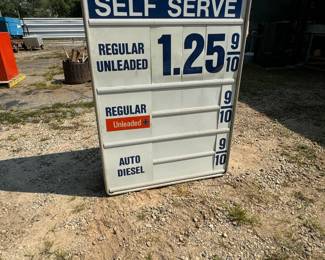 SELF SERVE
REGULAR
UNLEADED
1.25 9/10
REGULAR
Unleaded +
9/10
AUTO
DIESEL
9/10